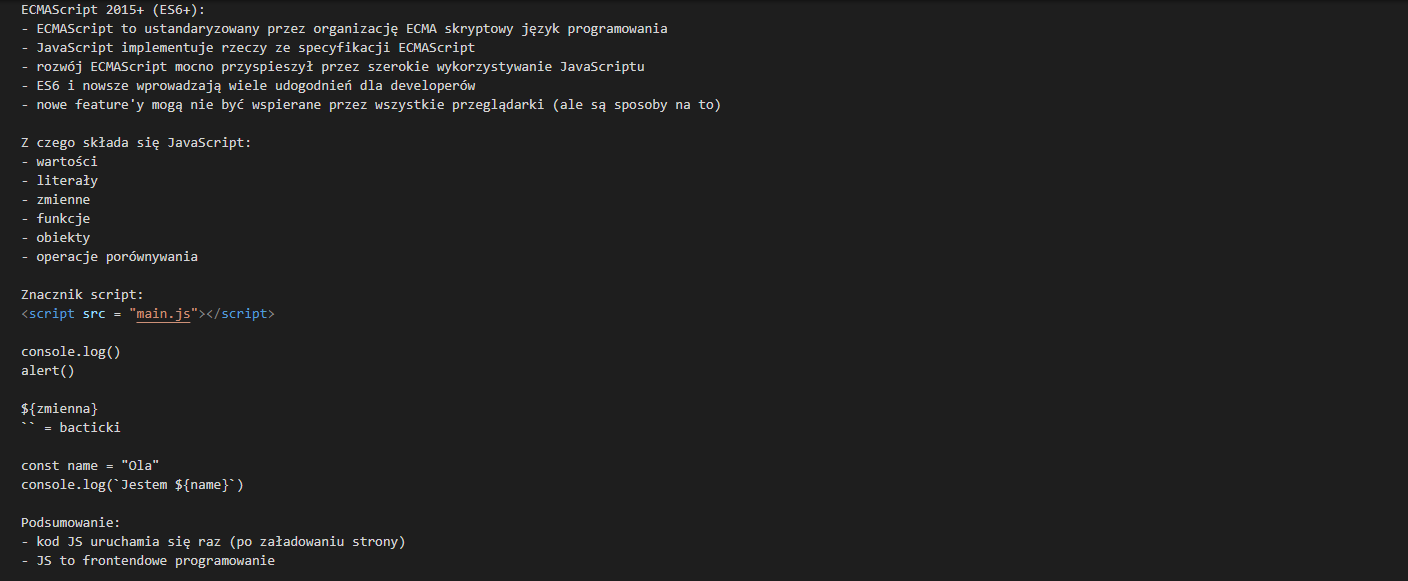 ECMAScript 2015+ (ES6+):
- ECMAScript to ustandaryzowany przez organizację ECMA skryptowy język programowania
- JavaScript implementuje rzeczy ze specyfikacji ECMAScript
- rozwój ECMAScript mocno przyspieszył przez szerokie wykorzystywanie JavaScriptu
- ES6 i nowsze wprowadzają wiele udogodnień dla developerów
- nowe feature'y mogą nie być wspierane przez wszystkie przeglądarki (ale są sposoby na to)
Z czego składa się JavaScript:
- wartości
- literały
- zmienne
- funkcje
- obiekty
- operacje porównywania
Znacznik script:
<script src = "main.js"></script>
console.log()
alert()
${zmienna}
`` = bacticki
const name = "Ola"
console.log(`Jestem ${name}`)
Podsumowanie:
- kod JS uruchamia się raz (po załadowaniu strony)
- JS to frontendowe programowanie